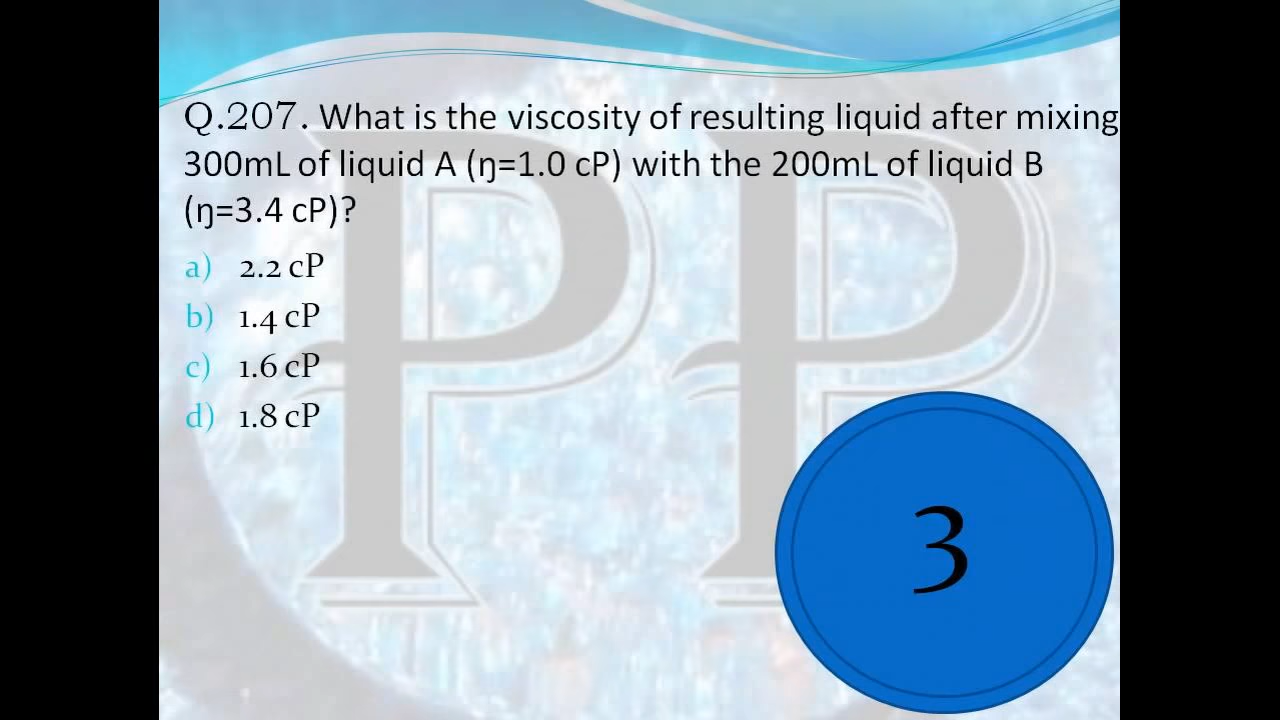 Q.207. What is the viscosity of resulting liquid after mixing
300mL of liquid A (ŋ=1.0 cP) with the 200mL of liquid B
(ŋ=3.4 cP)?
a) 2.2 cP
b) 1.4 cP
c) 1.6 cP
d) 1.8 cP
PP
3